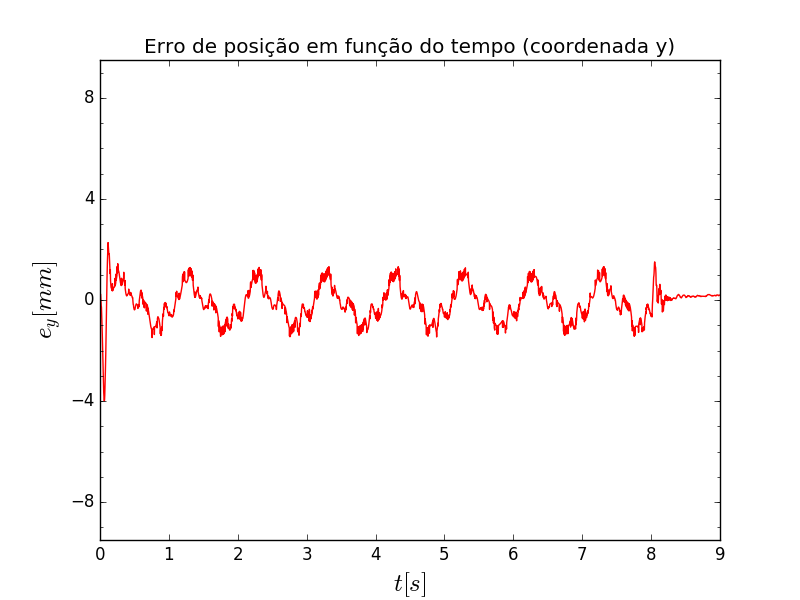 Erro de posição em função do tempo (coordenada y)
8
4
0
−4
−8
e_y[mm]
0 1 2 3 4 5 6 7 8 9
t[s]